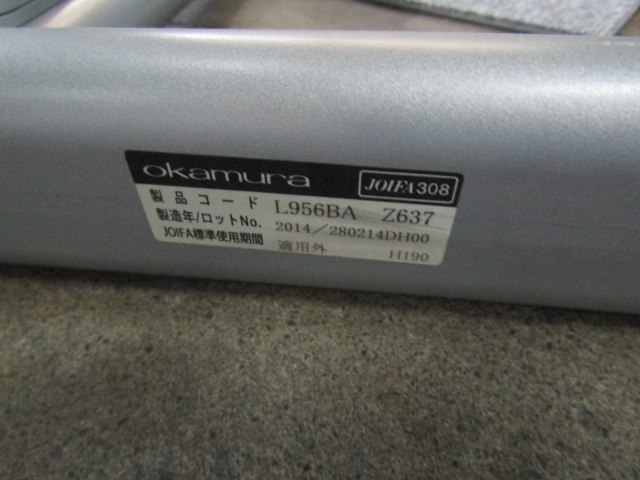 okamura JOIFA308
製品コード L956BA Z637
製造年/ロットNo. 2014/280214DH00
JOIFA標準使用期間 適用外 H190